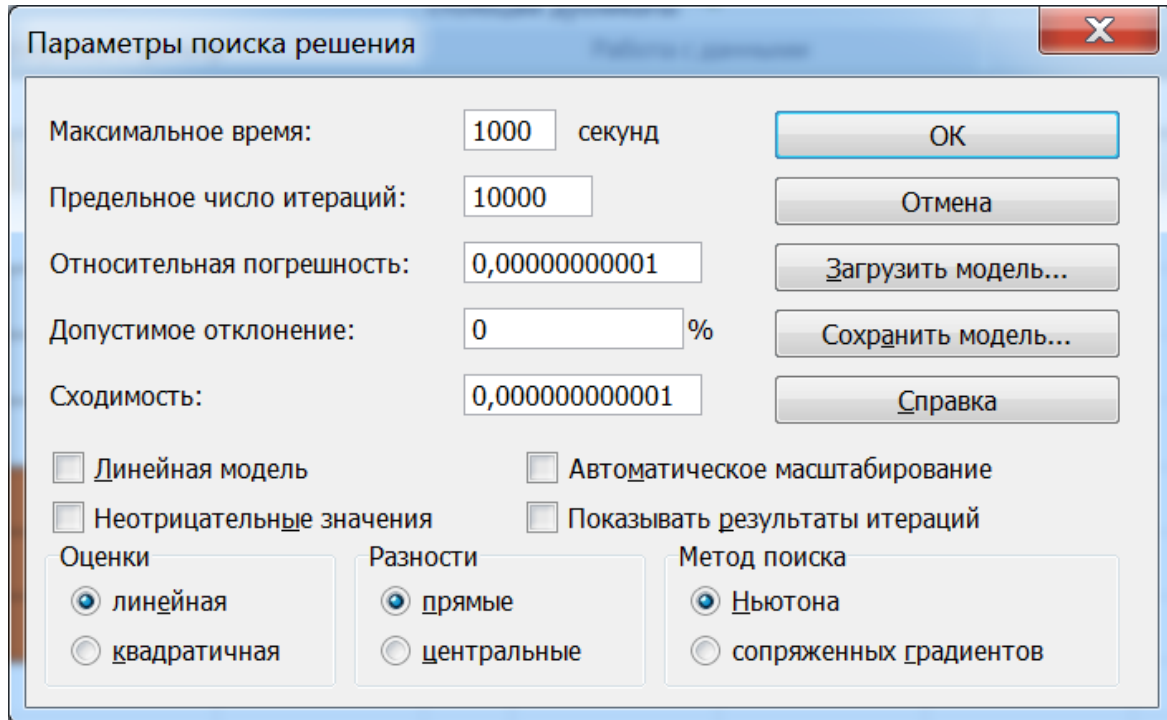 Параметры поиска решения
Максимальное время: 1000 секунд ОК
Предельное число итераций: 10000 Отмена
Относительная погрешность: 0,00000000001 Загрузить модель...
Допустимое отклонение: 0 % Сохранить модель...
Сходимость: 0,000000000001 Справка
Линейная модель Автоматическое масштабирование
Неотрицательные значения Показывать результаты итераций
Оценки Разности Метод поиска
линейная прямые Ньютона
квадратичная центральные сопряженных градиентов